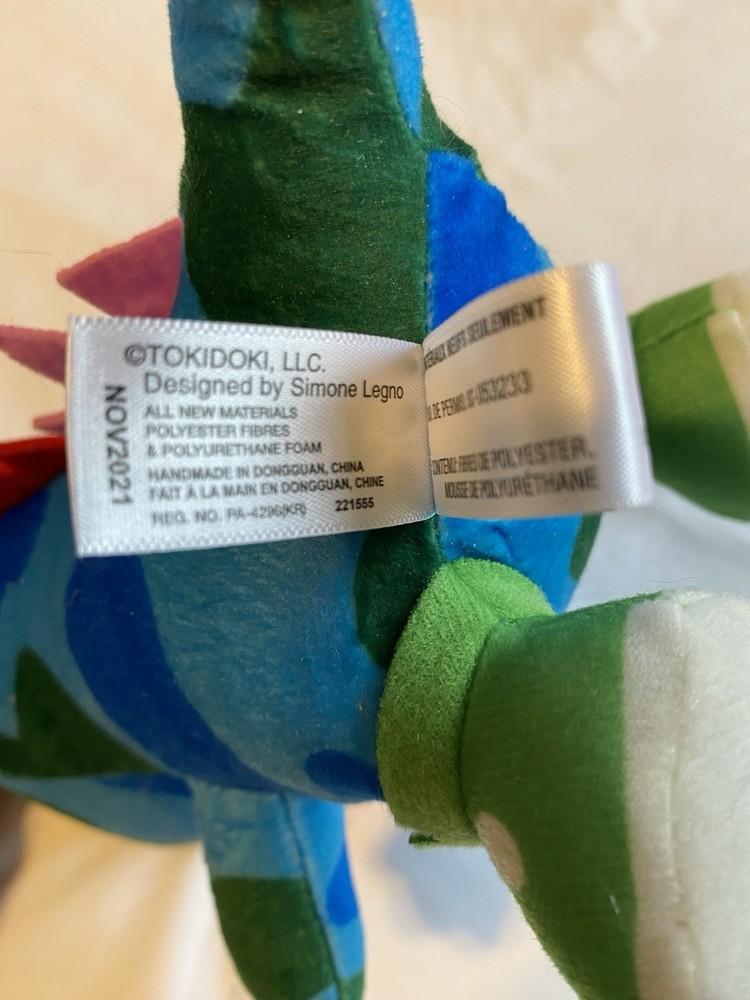 ©TOKIDOKI, LLC.
Designed by Simone Legno
ALL NEW MATERIALS
POLYESTER FIBRES
& POLYURETHANE FOAM
HANDMADE IN DONGGUAN, CHINA
FAIT À LA MAIN EN DONGGUAN, CHINE
REG. NO. PA-4296(KR) 221555
NOV2021
NEUFS SEULEMENT
DE PERMIS
FIBRES DE POLYESTER,
MOUSSE DE POLYURÉTHANE